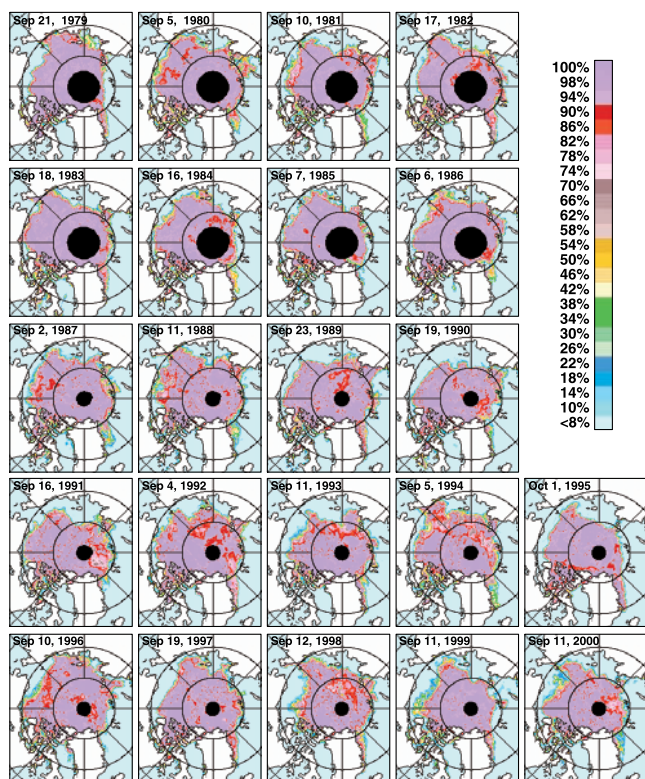 Sep 21, 1979
Sep 5, 1980
Sep 10, 1981
Sep 17, 1982
Sep 18, 1983
Sep 16, 1984
Sep 7, 1985
Sep 6, 1986
Sep 2, 1987
Sep 11, 1988
Sep 23, 1989
Sep 19, 1990
Sep 16, 1991
Sep 4, 1992
Sep 11, 1993
Sep 5, 1994
Oct 1, 1995
Sep 10, 1996
Sep 19, 1997
Sep 12, 1998
Sep 11, 1999
Sep 11, 2000
100%
98%
94%
90%
86%
82%
78%
74%
70%
66%
62%
58%
54%
50%
46%
42%
38%
34%
30%
26%
22%
18%
14%
10%
<8%